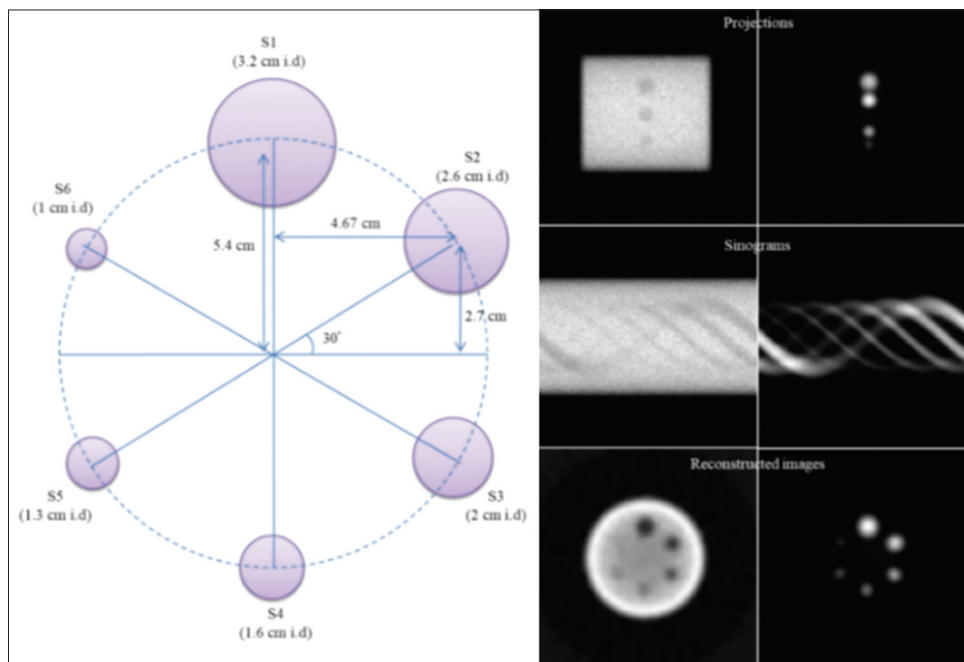 S1
(3.2 cm i.d)
S2
(2.6 cm i.d)
S6
(1 cm i.d)
4.67 cm
5.4 cm
2.7 cm
30°
S5
(1.3 cm i.d)
S3
(2 cm i.d)
S4
(1.6 cm i.d)
Projections
Sinograms
Reconstructed images